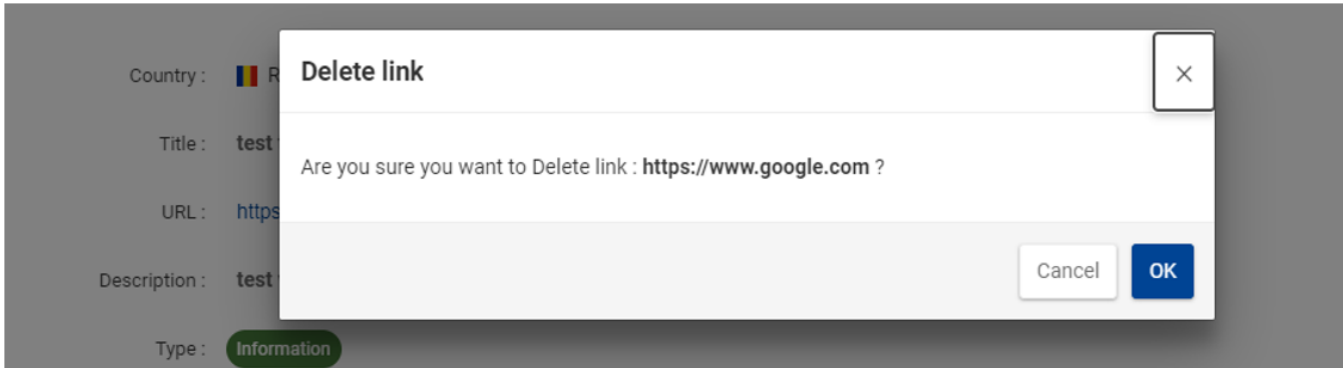 Delete link
Country :
Title : test
Are you sure you want to Delete link : https://www.google.com ?
URL : https
Description : test
Cancel OK
Type : Information